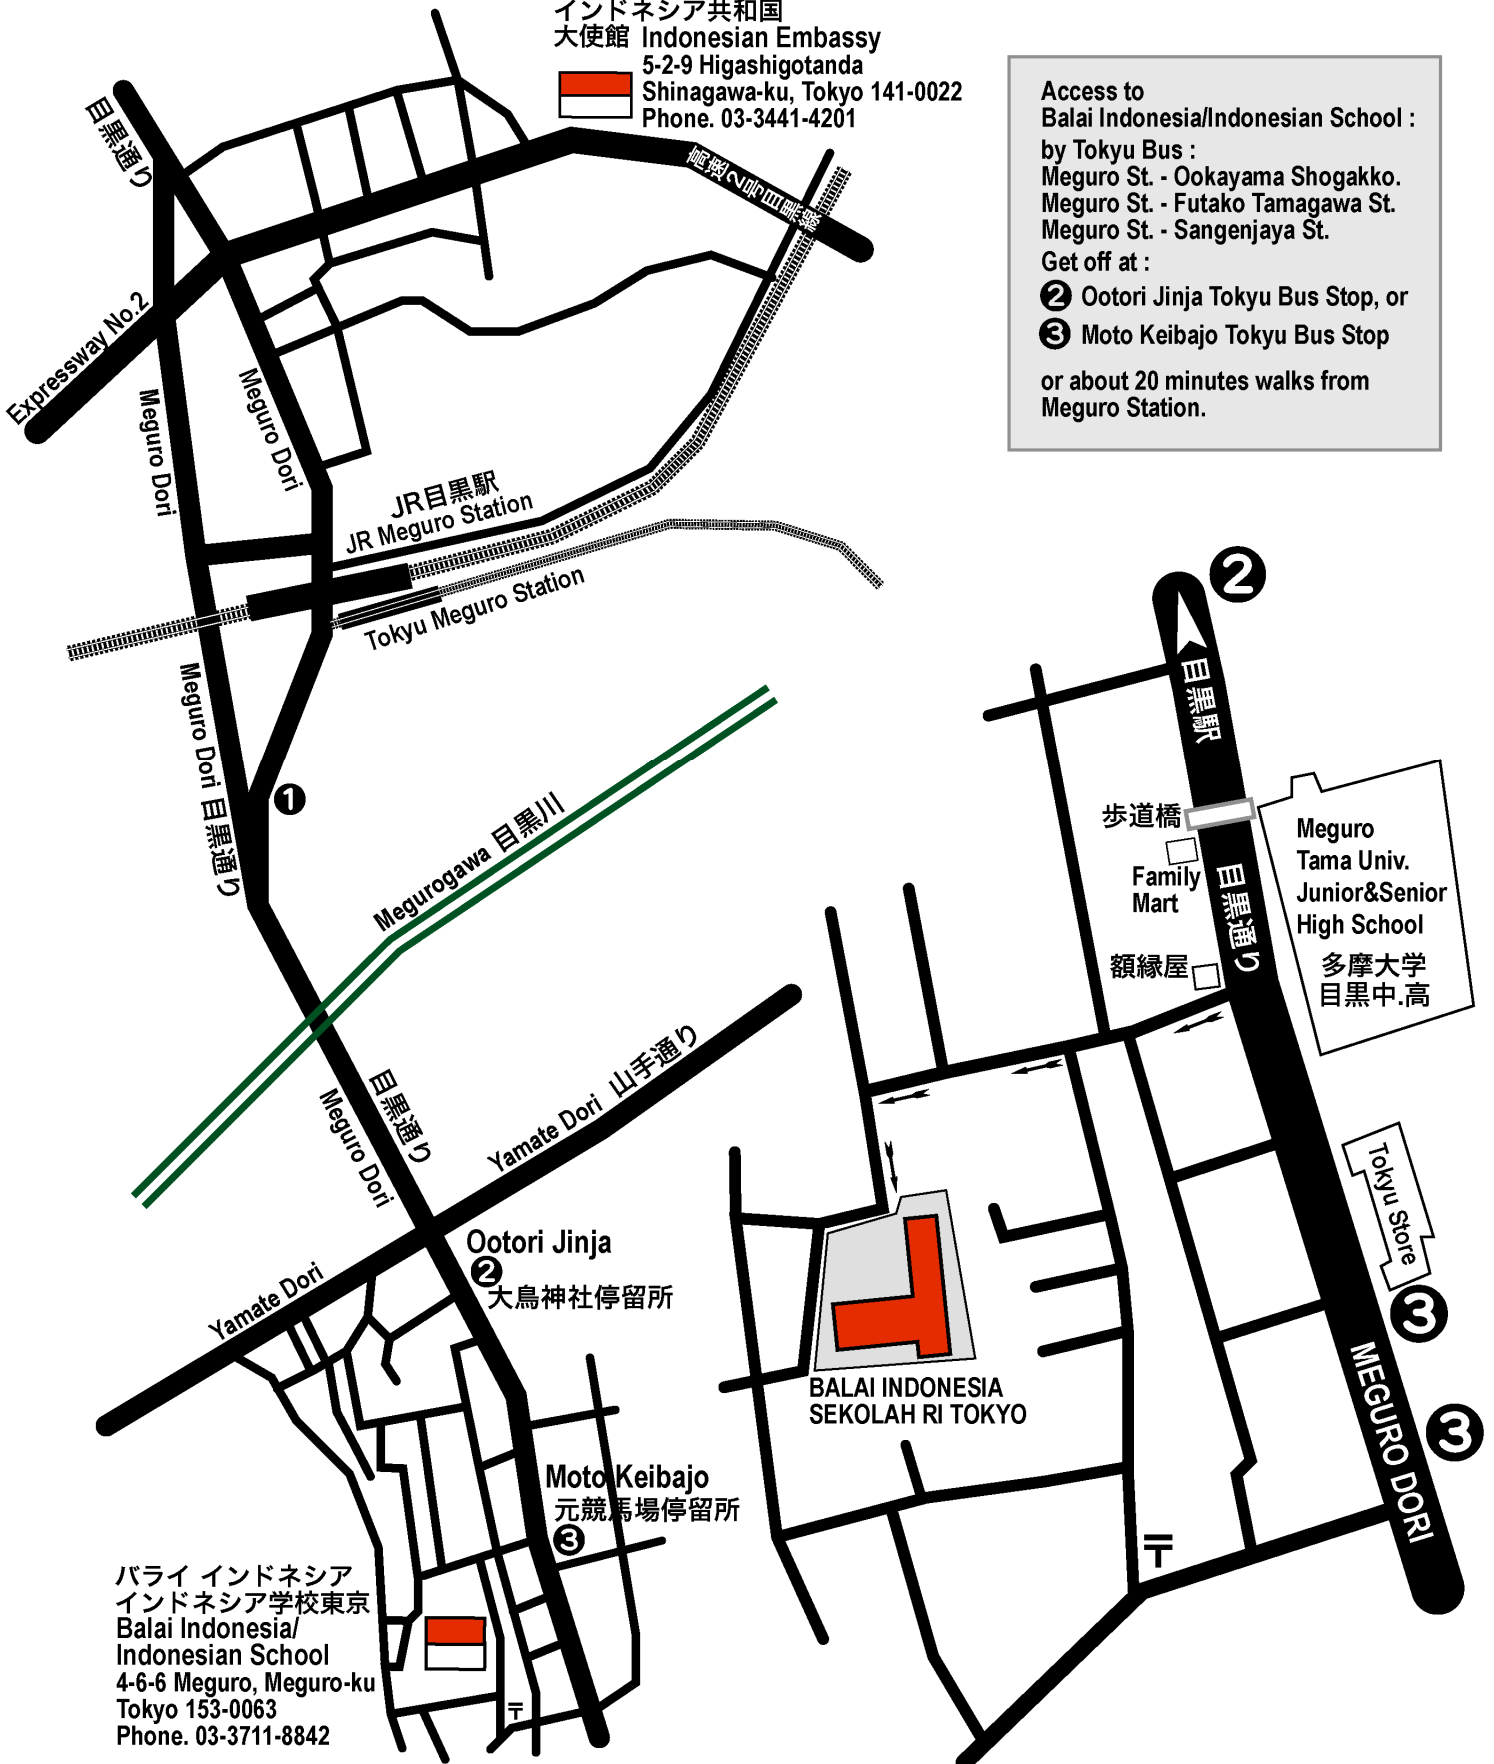 インドネシア共和国
大使館 Indonesian Embassy
5-2-9 Higashigotanda
Shinagawa-ku, Tokyo 141-0022
Phone. 03-3441-4201
Access to
Balai Indonesia/Indonesian School :
by Tokyu Bus :
Meguro St. - Ookayama Shogakko.
Meguro St. - Futako Tamagawa St.
Meguro St. - Sangenjaya St.
Get off at :
2 Ootori Jinja Tokyu Bus Stop, or
3 Moto Keibajo Tokyu Bus Stop
or about 20 minutes walks from
Meguro Station.
目黒通り
高速2号目黒線
Expressway No.2
Meguro Dori
Meguro Dori
JR目黒駅
JR Meguro Station
Tokyu Meguro Station
Meguro Dori 目黒通り
1
Megurogawa 目黒川
目黒通り
Meguro Dori
Yamate Dori 山手通り
Yamate Dori
Ootori Jinja
2
大鳥神社停留所
Moto Keibajo
元競馬場停留所
3
バライ インドネシア
インドネシア学校東京
Balai Indonesia/
Indonesian School
4-6-6 Meguro, Meguro-ku
Tokyo 153-0063
Phone. 03-3711-8842
〒
2
目黒駅
歩道橋
Family
Mart
目黒通り
額縁屋
Meguro
Tama Univ.
Junior&Senior
High School
多摩大学
目黒中.高
Tokyu Store
3
MEGURO DORI
3
BALAI INDONESIA
SEKOLAH RI TOKYO
〒